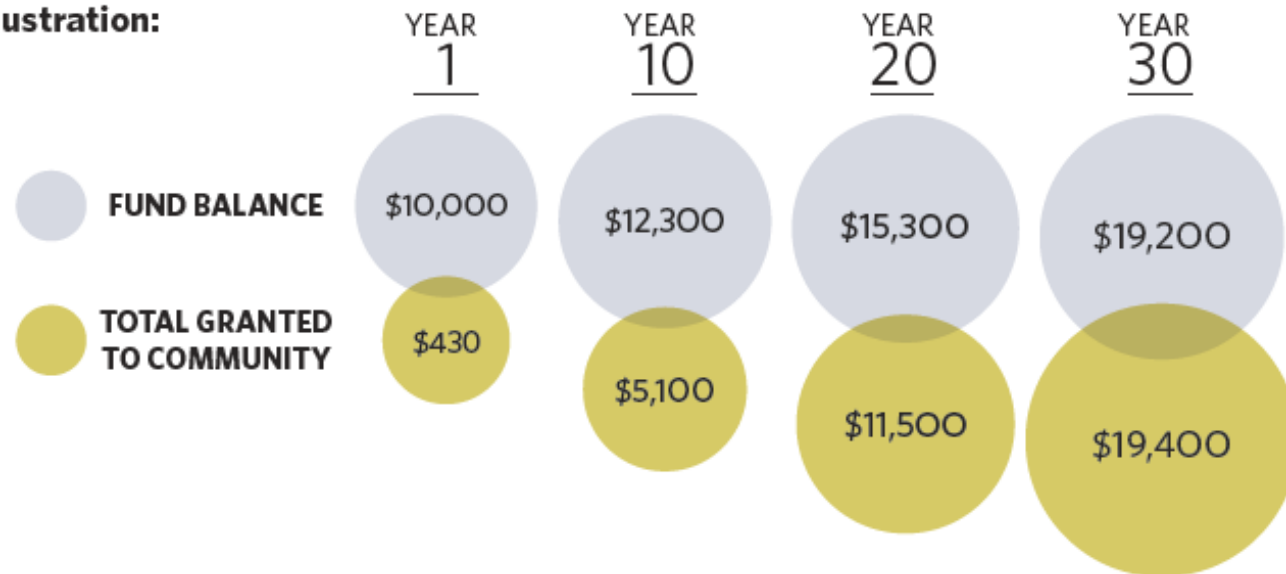 ustration:
YEAR
1
YEAR
10
YEAR
20
YEAR
30
FUND BALANCE
$10,000
$12,300
$15,300
$19,200
TOTAL GRANTED
TO COMMUNITY
$430
$5,100
$11,500
$19,400